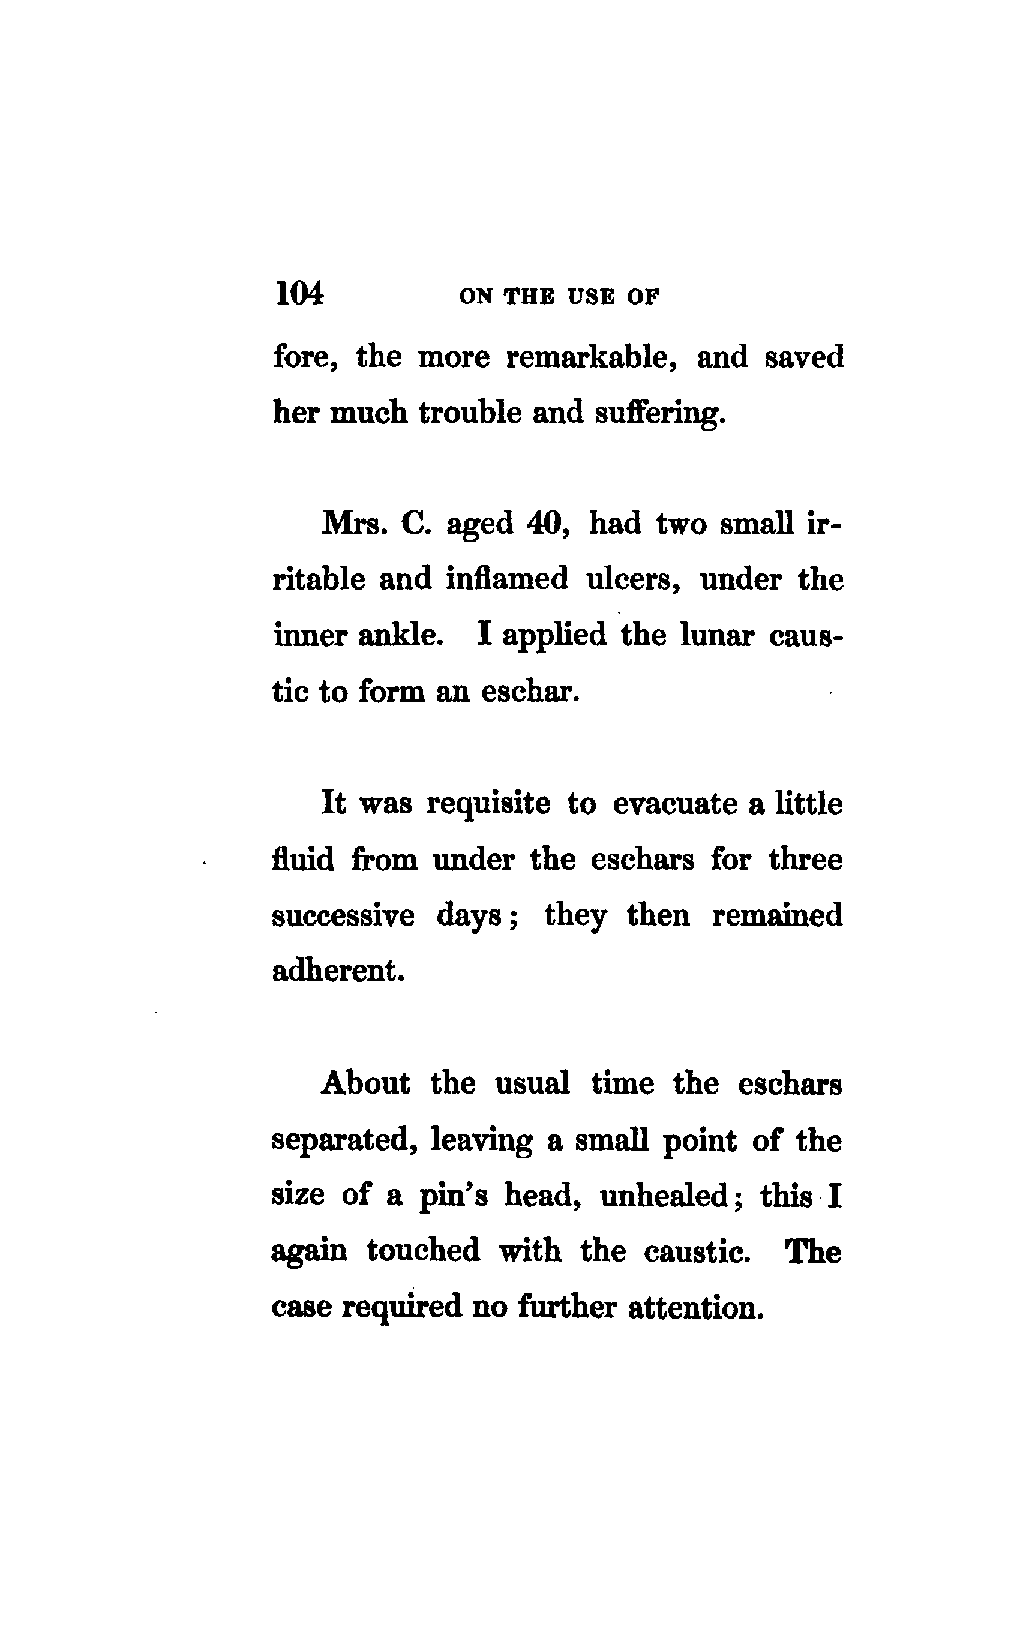 104 ON THE USE OF
fore, the more remarkable, and saved
her much trouble and suffering.
Mrs. C. aged 40, had two small ir-
ritable and inflamed ulcers, under the
inner ankle. I applied the lunar caus-
tic to form an eschar.
It was requisite to evacuate a little
fluid from under the eschars for three
successive days; they then remained
adherent.
About the usual time the eschars
separated, leaving a small point of the
size of a pin's head, unhealed; this I
again touched with the caustic. The
case required no further attention.